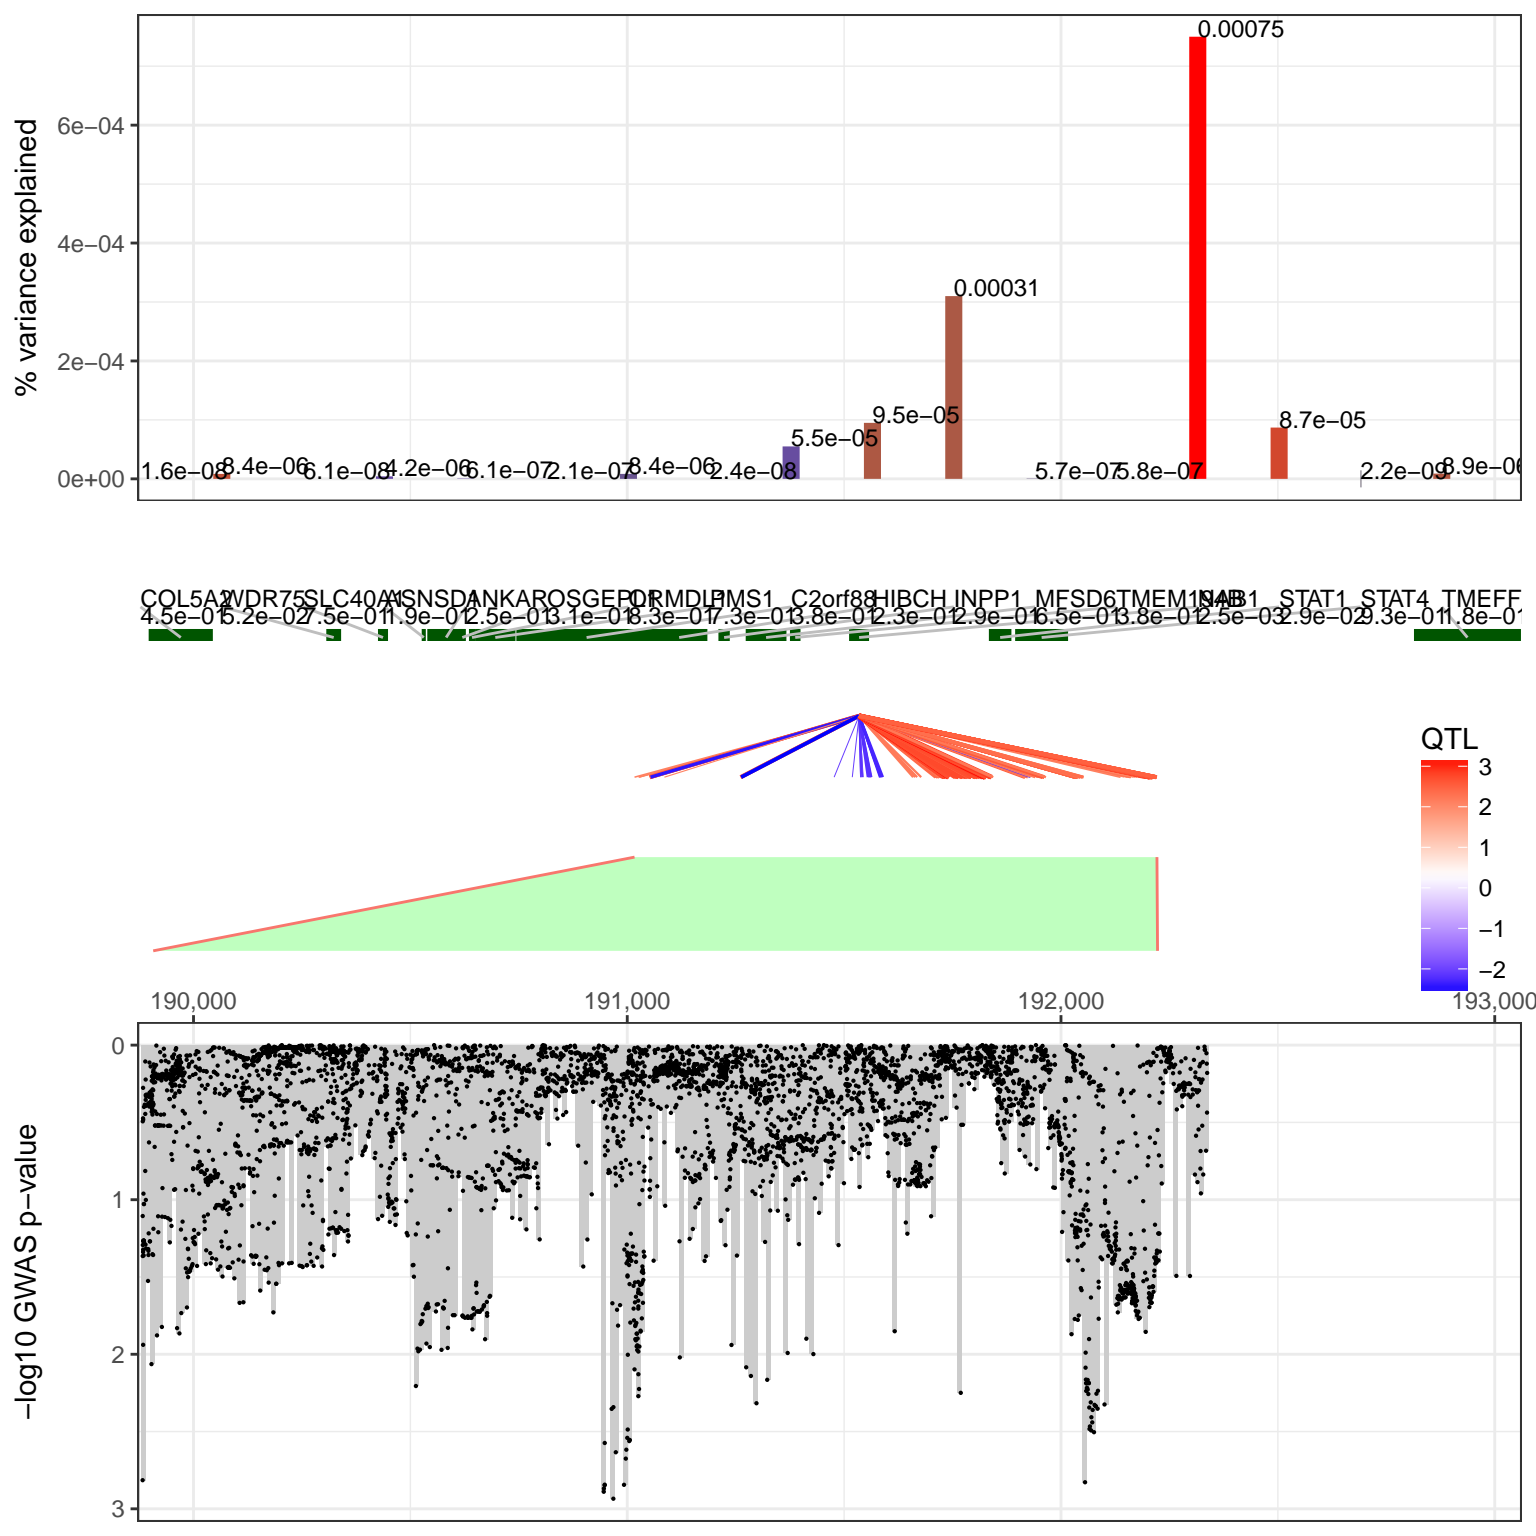 % variance explained
6e−04
4e−04
2e−04
0e+00
0.00075
0.00031
9.5e−05
5.5e−05
8.7e−05
1.6e−08 8.4e−06 6.1e−08 4.2e−06 6.1e−07 2.1e−07 8.4e−06 2.4e−08 5.7e−07 5.8e−07 2.2e−09 8.9e−06
COL5A2 WDR75 SLC40A1 ASNSD1 ANKAR OSGEPL1 ORMDL1 PMS1 C2orf88 HIBCH INPP1 MFSD6 TMEM194B NAB1 STAT1 STAT4 TMEFF
4.5e−01 5.2e−02 7.5e−01 1.9e−01 2.5e−01 3.1e−01 8.3e−01 7.3e−01 3.8e−01 2.3e−01 2.9e−01 6.5e−01 3.8e−01 2.5e−03 2.9e−02 9.3e−01 1.8e−01
QTL
3
2
1
0
−1
−2
190,000 191,000 192,000 193,000
−log10 GWAS p−value
0
1
2
3